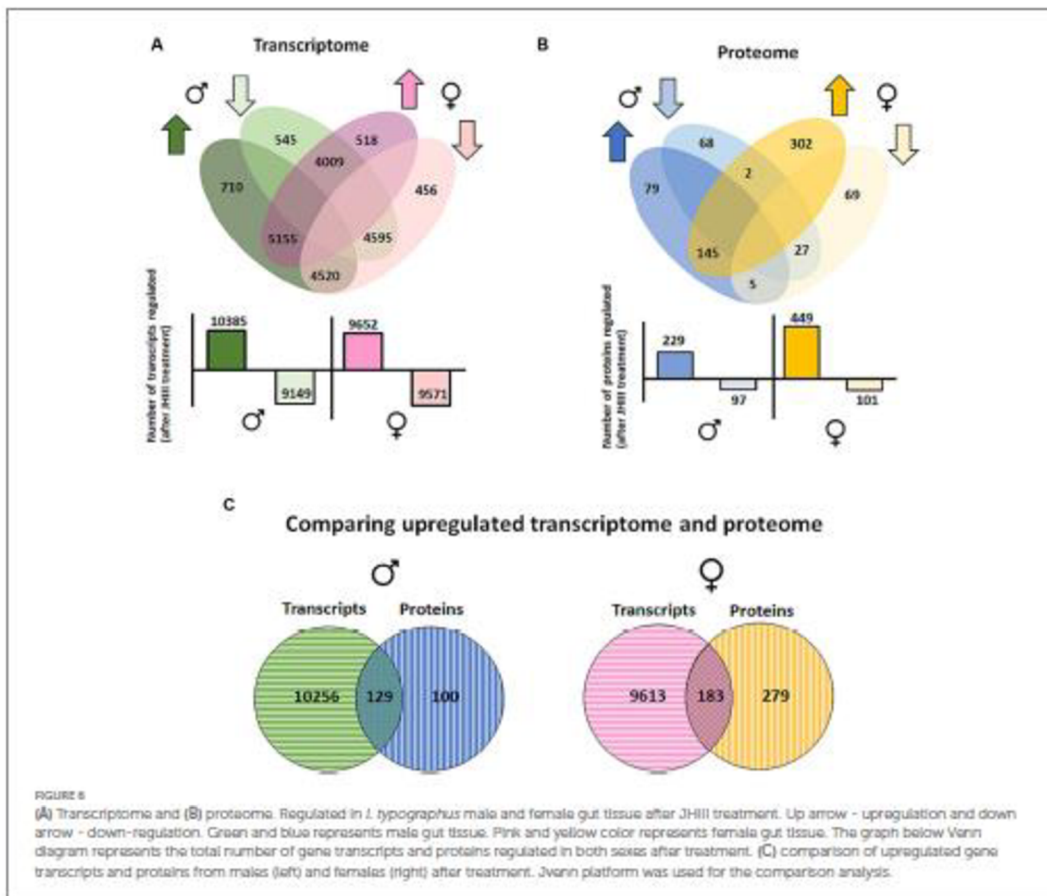 A
Transcriptome
545
518
4009
710
456
5155
4595
4520
Number of transcripts regulated
(after JHIII treatment)
10385
9652
9149
9571
B
Proteome
68
302
2
79
69
145
27
5
Number of proteins regulated
(after JHIII treatment)
229
449
97
101
C
Comparing upregulated transcriptome and proteome
Transcripts Proteins
Transcripts Proteins
10256 129 100
9613 183 279
FIGURE 6
(A) Transcriptome and (B) proteome. Regulated in I. typographus male and female gut tissue after JHIII treatment. Up arrow - upregulation and down
arrow - down-regulation. Green and blue represents male gut tissue. Pink and yellow color represents female gut tissue. The graph below Venn
diagram represents the total number of gene transcripts and proteins regulated in both sexes after treatment. (C) comparison of upregulated gene
transcripts and proteins from males (left) and females (right) after treatment. Jvenn platform was used for the comparison analysis.